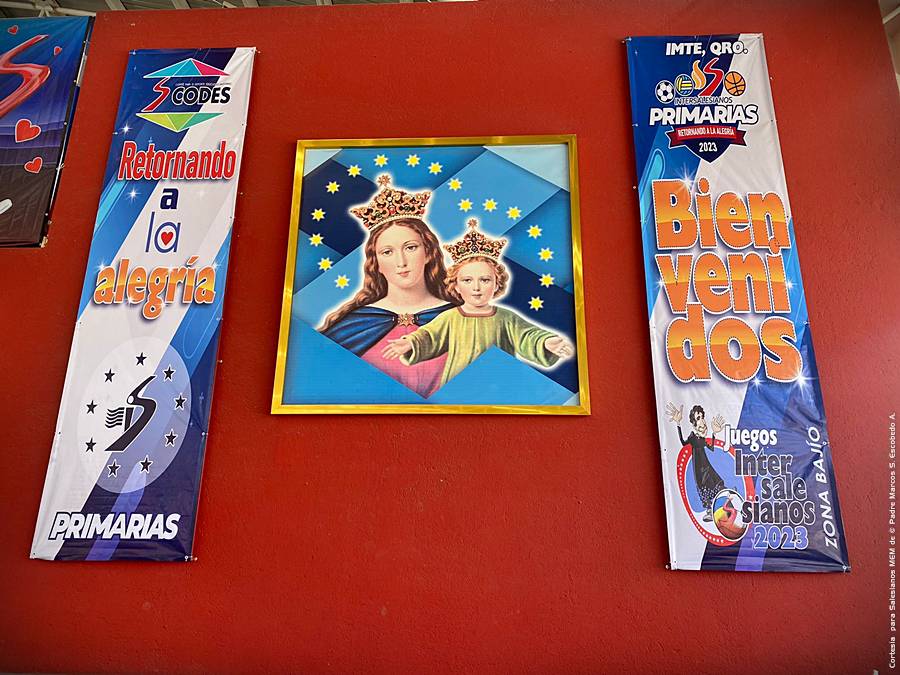 SCODES
Retornando
a
la
alegría
PRIMARIAS
IMTE, QRO.
INTERSALESIANOS
PRIMARIAS
RETORNANDO A LA ALEGRÍA
2023
Bien
veni
dos
Juegos
Inter
sale
sianos
2023
ZONA BAJÍO
Cortesía para Salesianos MEM de © Padre Marcos S. Escobedo A.